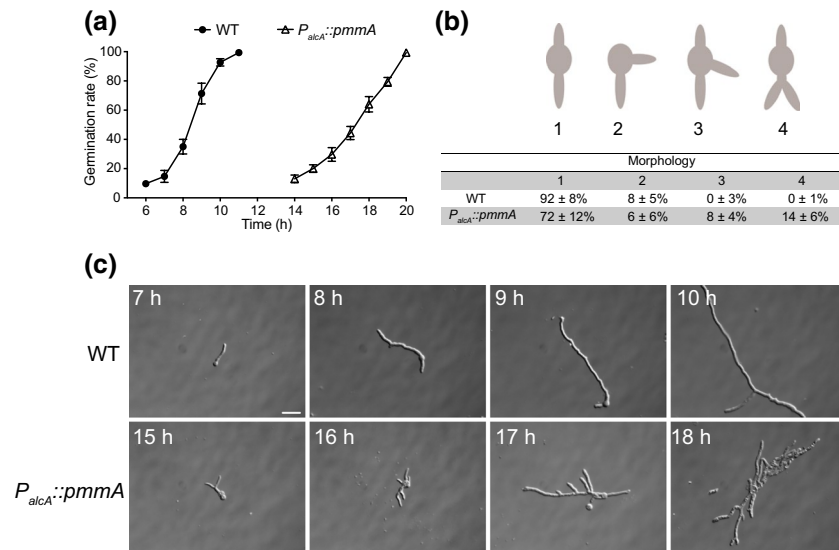 (a)
WT
PalcA::pmmA
Germination rate (%)
100
80
60
40
20
0
6 8 10 12 14 16 18 20
Time (h)
(b)
1 2 3 4
Morphology
1 2 3 4
WT 92 ± 8% 8 ± 5% 0 ± 3% 0 ± 1%
PalcA::pmmA 72 ± 12% 6 ± 6% 8 ± 4% 14 ± 6%
(c)
WT
7 h 8 h 9 h 10 h
PalcA::pmmA
15 h 16 h 17 h 18 h